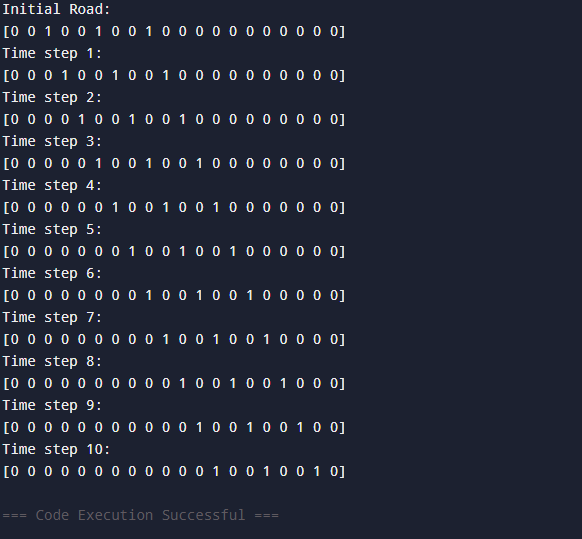 Initial Road:
[0 0 1 0 0 1 0 0 1 0 0 0 0 0 0 0 0 0 0 0]
Time step 1:
[0 0 0 1 0 0 1 0 0 1 0 0 0 0 0 0 0 0 0 0]
Time step 2:
[0 0 0 0 1 0 0 1 0 0 1 0 0 0 0 0 0 0 0 0]
Time step 3:
[0 0 0 0 0 1 0 0 1 0 0 1 0 0 0 0 0 0 0 0]
Time step 4:
[0 0 0 0 0 0 1 0 0 1 0 0 1 0 0 0 0 0 0 0]
Time step 5:
[0 0 0 0 0 0 0 1 0 0 1 0 0 1 0 0 0 0 0 0]
Time step 6:
[0 0 0 0 0 0 0 0 1 0 0 1 0 0 1 0 0 0 0 0]
Time step 7:
[0 0 0 0 0 0 0 0 0 1 0 0 1 0 0 1 0 0 0 0]
Time step 8:
[0 0 0 0 0 0 0 0 0 0 1 0 0 1 0 0 1 0 0 0]
Time step 9:
[0 0 0 0 0 0 0 0 0 0 0 1 0 0 1 0 0 1 0 0]
Time step 10:
[0 0 0 0 0 0 0 0 0 0 0 0 1 0 0 1 0 0 1 0]
=== Code Execution Successful ===